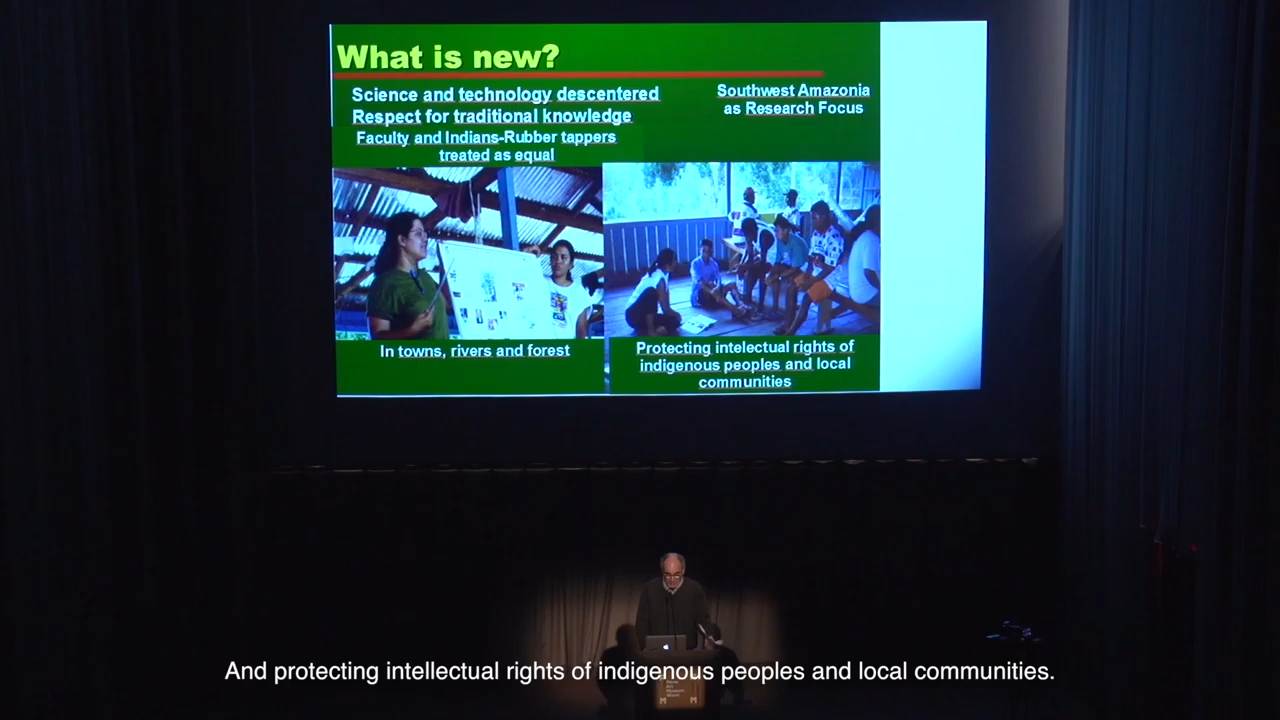 What is new?
Science and technology descentered
Respect for traditional knowledge
Faculty and Indians-Rubber tappers
treated as equal
Southwest Amazonia
as Research Focus
In towns, rivers and forest
Protecting intelectual rights of
indigenous peoples and local
communities
And protecting intellectual rights of indigenous peoples and local communities.